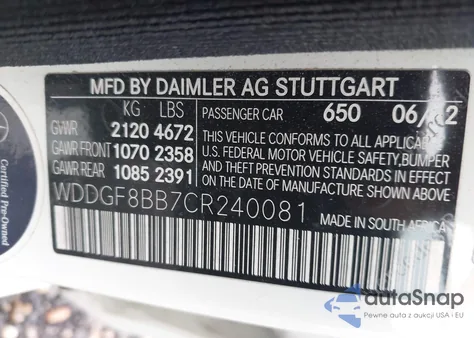 MFD BY DAIMLER AG STUTTGART
KG LBS PASSENGER CAR 650 06/12
GVWR 2120 4672
GAWR FRONT 1070 2358
GAWR REAR 1085 2391
THIS VEHICLE CONFORMS TO ALL
U.S. FEDERAL MOTOR VEHICLE SAFETY, BUMPER
AND THEFT PREVENTION STANDARDS IN EFFECT
ON THE DATE OF MANUFACTURE SHOWN ABOVE
WDDGF8BB7CR240081
MADE IN SOUTH AFRICA
Certified Pre-Owned
autoSnap
Pewne auta z aukcji USA i EU